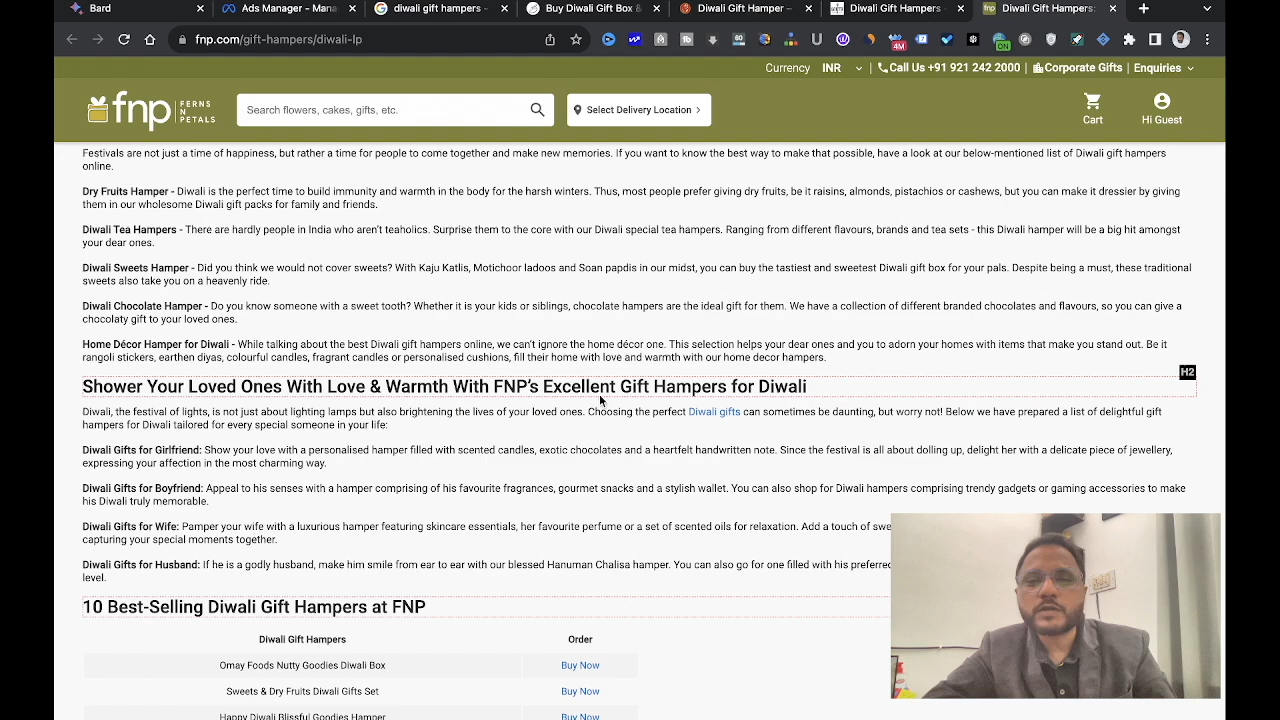 Bard
Ads Manager - Mana
diwali gift hampers -
Buy Diwali Gift Box &
Diwali Gift Hamper –
Diwali Gift Hampers
Diwali Gift Hampers:
fnp.com/gift-hampers/diwali-lp
4M
ON
Currency INR | Call Us +91 921 242 2000 | Corporate Gifts | Enquiries
fnp FERNS N PETALS
Search flowers, cakes, gifts, etc.
Select Delivery Location
Cart
Hi Guest
Festivals are not just a time of happiness, but rather a time for people to come together and make new memories. If you want to know the best way to make that possible, have a look at our below-mentioned list of Diwali gift hampers
online.
Dry Fruits Hamper - Diwali is the perfect time to build immunity and warmth in the body for the harsh winters. Thus, most people prefer giving dry fruits, be it raisins, almonds, pistachios or cashews, but you can make it dressier by giving
them in our wholesome Diwali gift packs for family and friends.
Diwali Tea Hampers - There are hardly people in India who aren't teaholics. Surprise them to the core with our Diwali special tea hampers. Ranging from different flavours, brands and tea sets - this Diwali hamper will be a big hit amongst
your dear ones.
Diwali Sweets Hamper - Did you think we would not cover sweets? With Kaju Katlis, Motichoor ladoos and Soan papdis in our midst, you can buy the tastiest and sweetest Diwali gift box for your pals. Despite being a must, these traditional
sweets also take you on a heavenly ride.
Diwali Chocolate Hamper - Do you know someone with a sweet tooth? Whether it is your kids or siblings, chocolate hampers are the ideal gift for them. We have a collection of different branded chocolates and flavours, so you can give a
chocolaty gift to your loved ones.
Home Décor Hamper for Diwali - While talking about the best Diwali gift hampers online, we can't ignore the home décor one. This selection helps your dear ones and you to adorn your homes with items that make you stand out. Be it
rangoli stickers, earthen diyas, colourful candles, fragrant candles or personalised cushions, fill their home with love and warmth with our home decor hampers.
H2
Shower Your Loved Ones With Love & Warmth With FNP's Excellent Gift Hampers for Diwali
Diwali, the festival of lights, is not just about lighting lamps but also brightening the lives of your loved ones. Choosing the perfect Diwali gifts can sometimes be daunting, but worry not! Below we have prepared a list of delightful gift
hampers for Diwali tailored for every special someone in your life:
Diwali Gifts for Girlfriend: Show your love with a personalised hamper filled with scented candles, exotic chocolates and a heartfelt handwritten note. Since the festival is all about dolling up, delight her with a delicate piece of jewellery,
expressing your affection in the most charming way.
Diwali Gifts for Boyfriend: Appeal to his senses with a hamper comprising of his favourite fragrances, gourmet snacks and a stylish wallet. You can also shop for Diwali hampers comprising trendy gadgets or gaming accessories to make
his Diwali truly memorable.
Diwali Gifts for Wife: Pamper your wife with a luxurious hamper featuring skincare essentials, her favourite perfume or a set of scented oils for relaxation. Add a touch of swe
capturing your special moments together.
Diwali Gifts for Husband: If he is a godly husband, make him smile from ear to ear with our blessed Hanuman Chalisa hamper. You can also go for one filled with his preferred
level.
10 Best-Selling Diwali Gift Hampers at FNP
Diwali Gift Hampers Order
Omay Foods Nutty Goodies Diwali Box Buy Now
Sweets & Dry Fruits Diwali Gifts Set Buy Now
Happy Diwali Blissful Goodies Hamper Buy Now